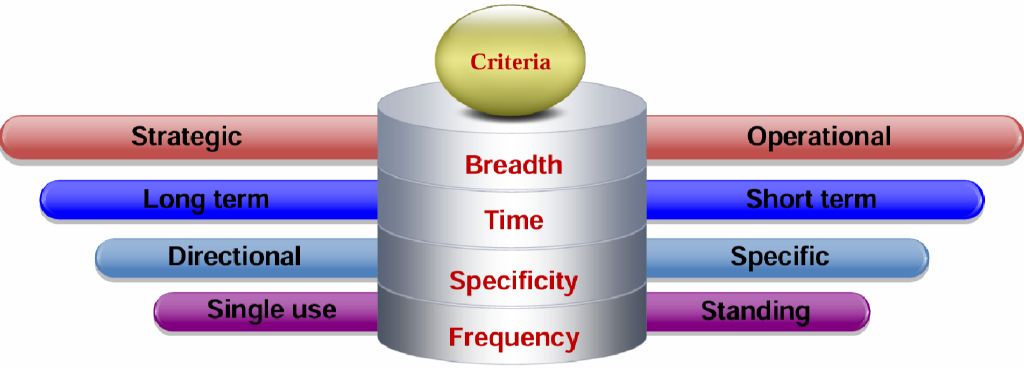 Criteria
Strategic
Breadth
Operational
Long term
Time
Short term
Directional
Specificity
Specific
Single use
Frequency
Standing